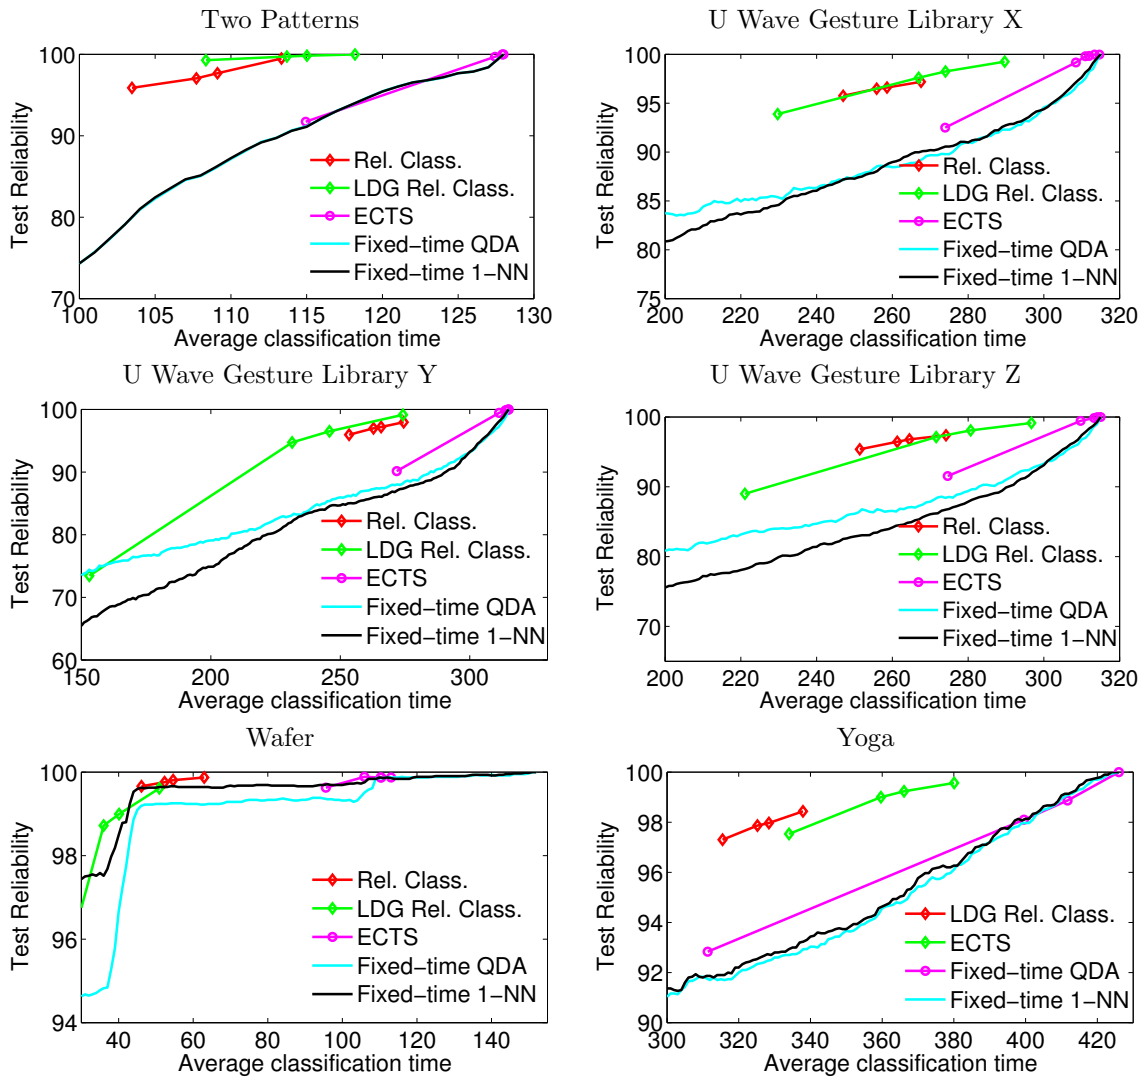 Two Patterns
100
90
80
70
100
105
110
115
120
125
130
Test Reliability
Average classification time
Rel. Class.
LDG Rel. Class.
ECTS
Fixed−time QDA
Fixed−time 1−NN
U Wave Gesture Library X
100
95
90
85
80
75
200
220
240
260
280
300
320
Test Reliability
Average classification time
Rel. Class.
LDG Rel. Class.
ECTS
Fixed−time QDA
Fixed−time 1−NN
U Wave Gesture Library Y
100
90
80
70
60
150
200
250
300
Test Reliability
Average classification time
Rel. Class.
LDG Rel. Class.
ECTS
Fixed−time QDA
Fixed−time 1−NN
U Wave Gesture Library Z
100
90
80
70
200
220
240
260
280
300
320
Test Reliability
Average classification time
Rel. Class.
LDG Rel. Class.
ECTS
Fixed−time QDA
Fixed−time 1−NN
Wafer
100
98
96
94
40
60
80
100
120
140
Test Reliability
Average classification time
Rel. Class.
LDG Rel. Class.
ECTS
Fixed−time QDA
Fixed−time 1−NN
Yoga
100
98
96
94
92
90
300
320
340
360
380
400
420
Test Reliability
Average classification time
LDG Rel. Class.
ECTS
Fixed−time QDA
Fixed−time 1−NN